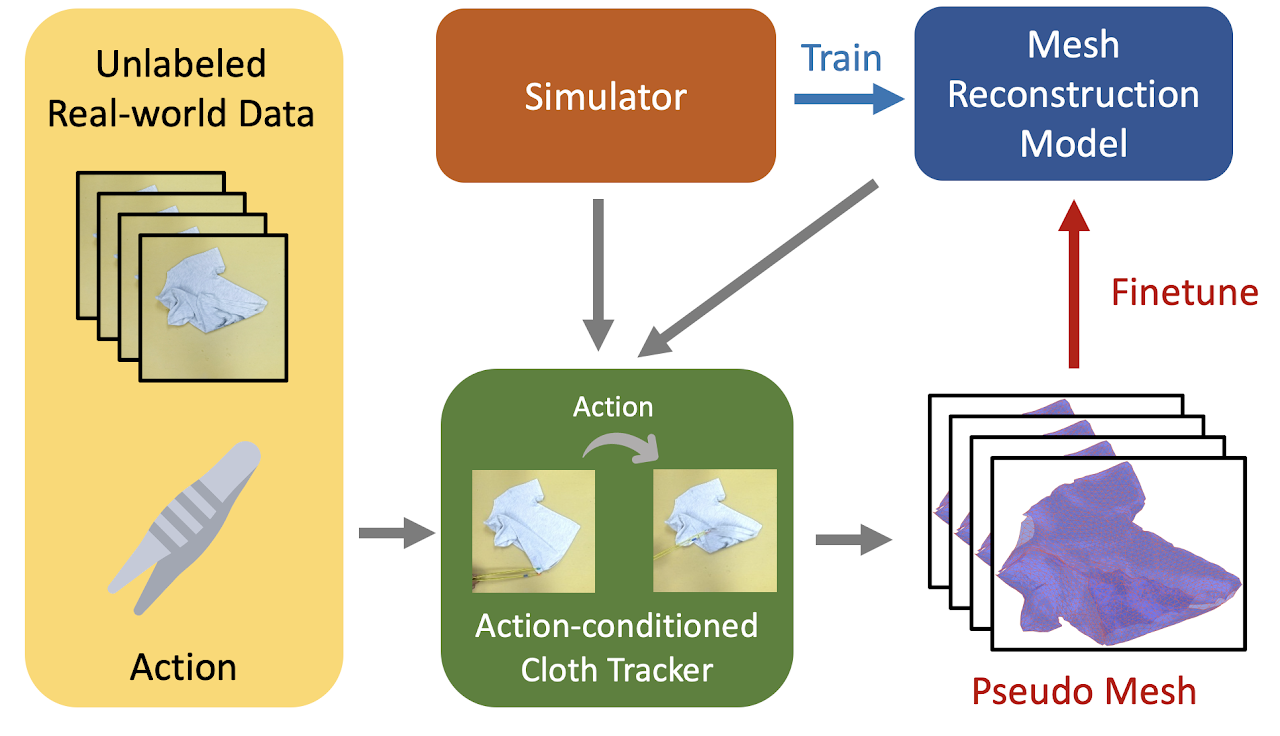 Unlabeled
Real-world Data
Action
Simulator
Train
Mesh
Reconstruction
Model
Action
Action-conditioned
Cloth Tracker
Finetune
Pseudo Mesh